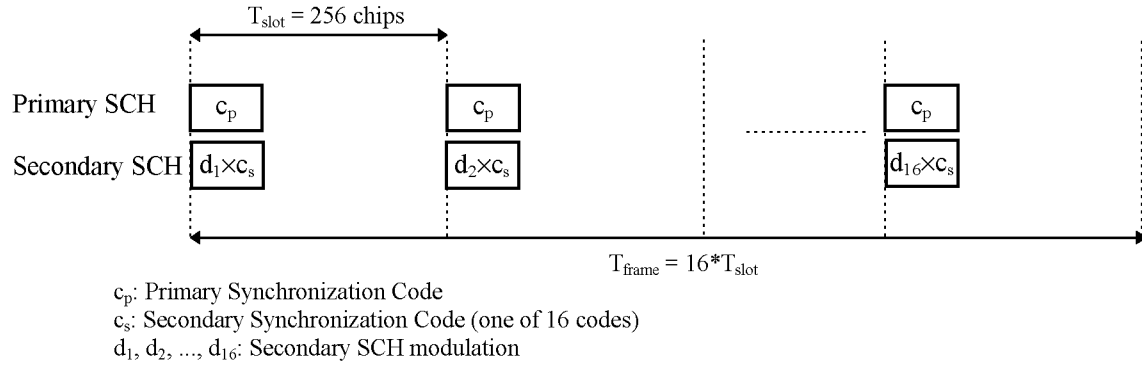 T_slot = 256 chips
Primary SCH c_p c_p c_p
Secondary SCH d_1×c_s d_2×c_s d_16×c_s
T_frame = 16*T_slot
c_p: Primary Synchronization Code
c_s: Secondary Synchronization Code (one of 16 codes)
d_1, d_2, ..., d_16: Secondary SCH modulation